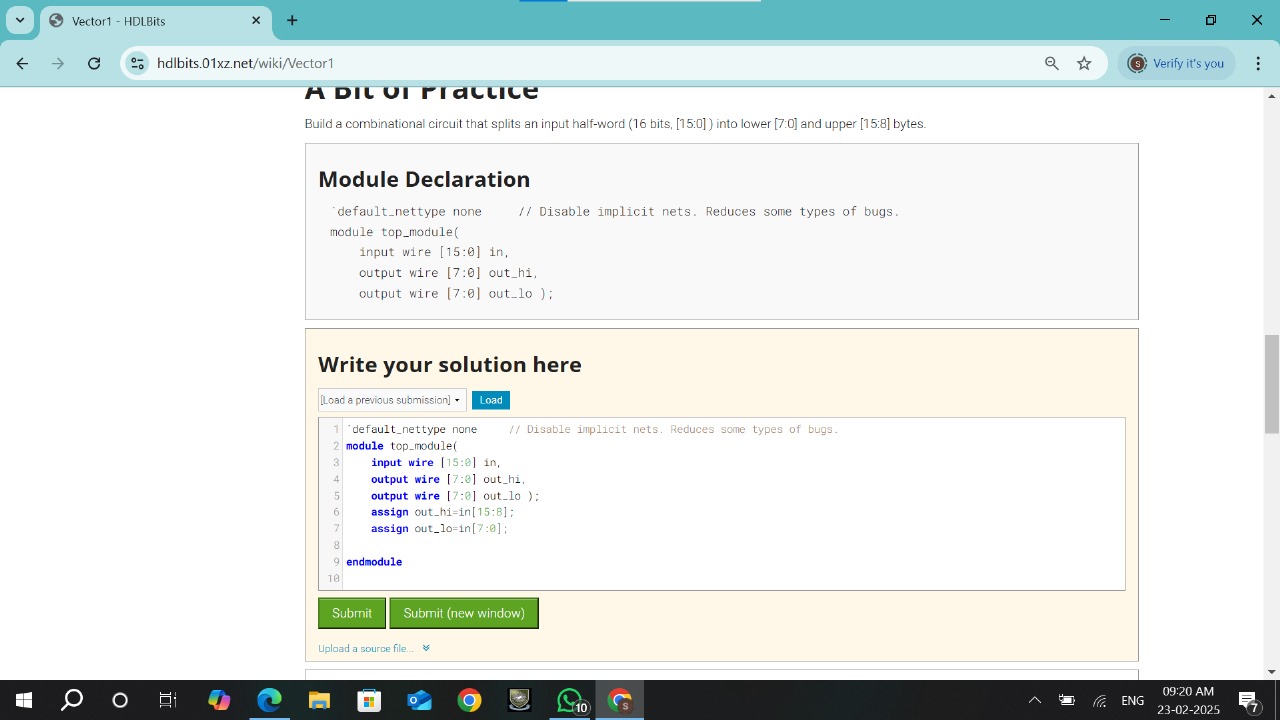 Vector1 - HDLBits
hdlbits.01xz.net/wiki/Vector1
S
Verify it's you
A Bit of Practice
Build a combinational circuit that splits an input half-word (16 bits, [15:0] ) into lower [7:0] and upper [15:8] bytes.
Module Declaration
`default_nettype none     // Disable implicit nets. Reduces some types of bugs.
module top_module(
    input wire [15:0] in,
    output wire [7:0] out_hi,
    output wire [7:0] out_lo );
Write your solution here
[Load a previous submission]
Load
1 `default_nettype none     // Disable implicit nets. Reduces some types of bugs.
2 module top_module(
3     input wire [15:0] in,
4     output wire [7:0] out_hi,
5     output wire [7:0] out_lo );
6     assign out_hi=in[15:8];
7     assign out_lo=in[7:0];
8
9 endmodule
10
Submit
Submit (new window)
Upload a source file...
10
S
ENG
09:20 AM
23-02-2025
7